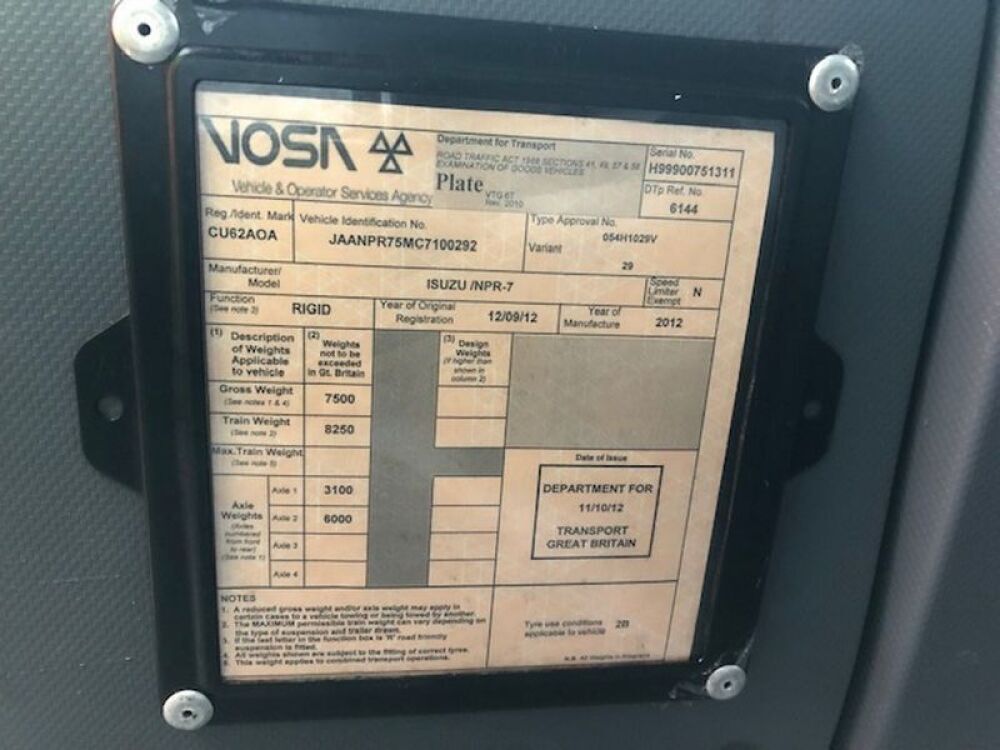 VOSA
Vehicle & Operator Services Agency
Department for Transport
ROAD TRAFFIC ACT 1988 SECTIONS 41, 49, 57 & 58
EXAMINATION OF GOODS VEHICLES
Plate VTG 6T
Rev. 2010
Serial No.
H99900751311
DTp Ref. No.
6144
Reg./Ident. Mark
CU62AOA
Vehicle Identification No.
JAANPR75MC7100292
Type Approval No.
054H1029V
Variant
29
Manufacturer/
Model
ISUZU /NPR-7
Speed
Limiter
Exempt
N
Function
(See note 3)
RIGID
Year of Original
Registration
12/09/12
Year of
Manufacture
2012
(1) Description
of Weights
Applicable
to vehicle
(2) Weights
not to be
exceeded
in Gt. Britain
(3) Design
Weights
(if higher than
shown in
column 2)
Gross Weight
(See notes 1 & 4)
7500
Train Weight
(See note 2)
8250
Max.Train Weight
(See note 5)
Axle
Weights
(Axles
numbered
from front
to rear)
(See note 1)
Axle 1
3100
Axle 2
6000
Axle 3
Axle 4
Date of Issue
DEPARTMENT FOR
11/10/12
TRANSPORT
GREAT BRITAIN
NOTES
1. A reduced gross weight and/or axle weight may apply in
certain cases to a vehicle towing or being towed by another.
2. The MAXIMUM permissible train weight can vary depending on
the type of suspension and trailer drawn.
3. If the last letter in the function box is 'R' road friendly
suspension is fitted.
4. All weights shown are subject to the fitting of correct tyres.
5. This weight applies to combined transport operations.
Tyre use conditions
applicable to vehicle
2B
N.B. All Weights in Kilograms